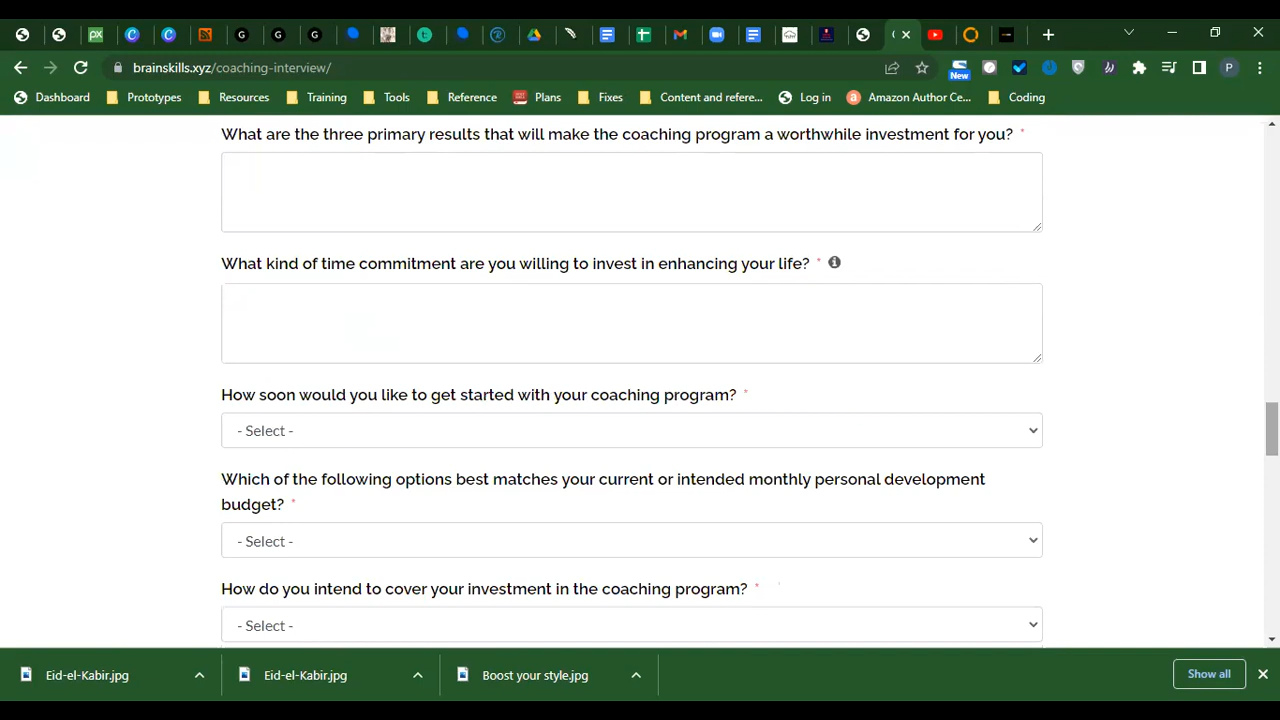 brainskills.xyz/coaching-interview/
New
P
Dashboard
Prototypes
Resources
Training
Tools
Reference
Plans
Fixes
Content and refere...
Log in
Amazon Author Ce...
Coding
What are the three primary results that will make the coaching program a worthwhile investment for you? *
What kind of time commitment are you willing to invest in enhancing your life? *
How soon would you like to get started with your coaching program? *
- Select -
Which of the following options best matches your current or intended monthly personal development
budget? *
- Select -
How do you intend to cover your investment in the coaching program? *
- Select -
Eid-el-Kabir.jpg
Eid-el-Kabir.jpg
Boost your style.jpg
Show all